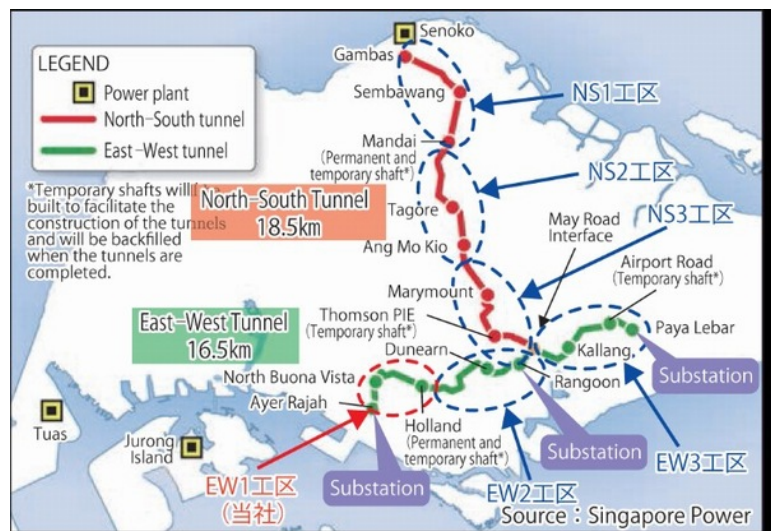 LEGEND
Power plant
North-South tunnel
East-West tunnel
*Temporary shafts will be
built to facilitate the
construction of the tunnels
and will be backfilled
when the tunnels are
completed.
Senoko
Gambas
Sembawang
NS1工区
Mandai
(Permanent and
temporary shaft*)
NS2工区
North-South Tunnel
18.5km
Tagore
Ang Mo Kio
NS3工区
May Road
Interface
Airport Road
(Temporary shaft*)
Marymount
Thomson PIE
(Temporary shaft*)
East-West Tunnel
16.5km
Dunearn
Kallang
Paya Lebar
North Buona Vista
Rangoon
Substation
Ayer Rajah
Holland
(Permanent and
temporary shaft*)
Tuas
Jurong
Island
Substation
EW3工区
EW1工区
(当社)
Substation
EW2工区
Source：Singapore Power